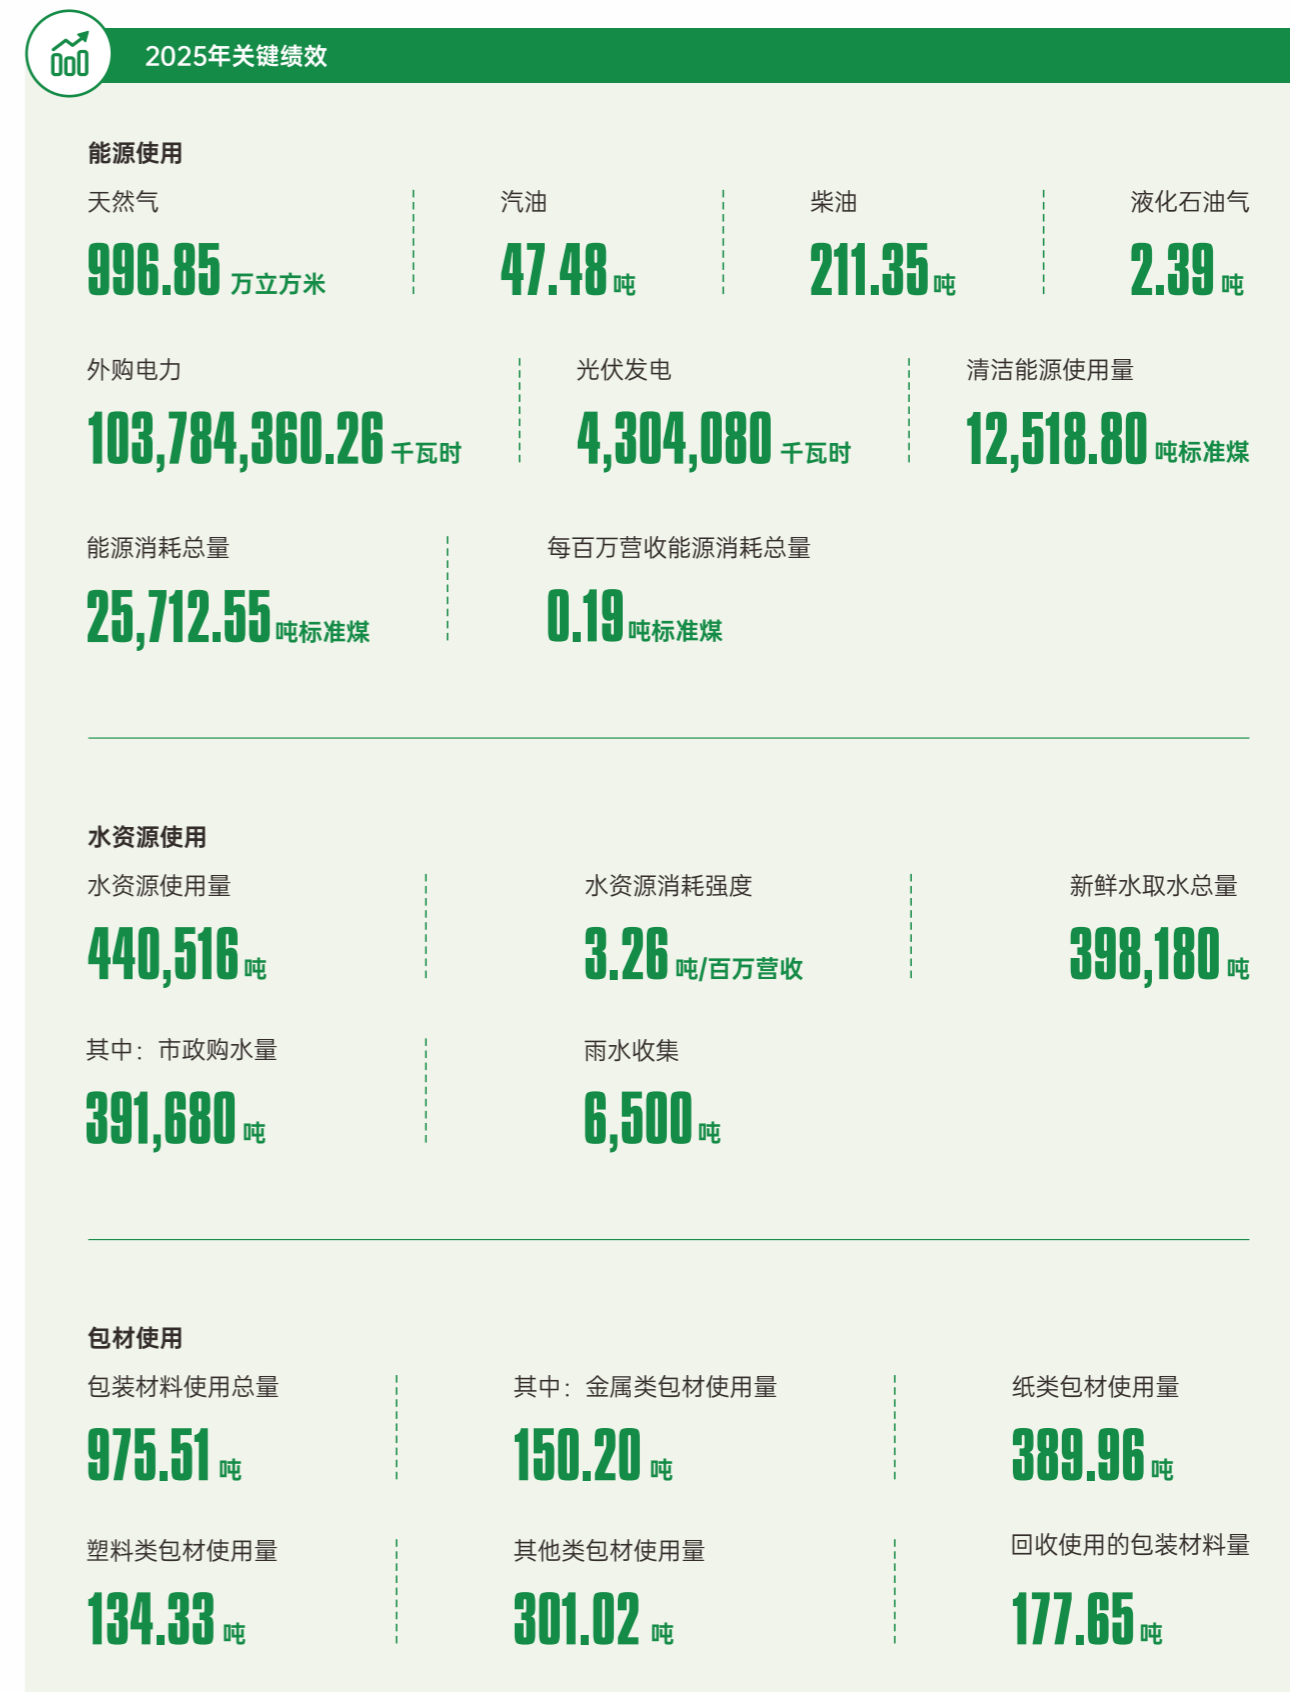 2025年关键绩效
能源使用
天然气 汽油 柴油 液化石油气
996.85 万立方米 47.48 吨 211.35 吨 2.39 吨
外购电力 光伏发电 清洁能源使用量
103,784,360.26 千瓦时 4,304,080 千瓦时 12,518.80 吨标准煤
能源消耗总量 每百万营收能源消耗总量
25,712.55 吨标准煤 0.19 吨标准煤
水资源使用
水资源使用量 水资源消耗强度 新鲜水取水总量
440,516 吨 3.26 吨/百万营收 398,180 吨
其中：市政购水量 雨水收集
391,680 吨 6,500 吨
包材使用
包装材料使用总量 其中：金属类包材使用量 纸类包材使用量
975.51 吨 150.20 吨 389.96 吨
塑料类包材使用量 其他类包材使用量 回收使用的包装材料量
134.33 吨 301.02 吨 177.65 吨